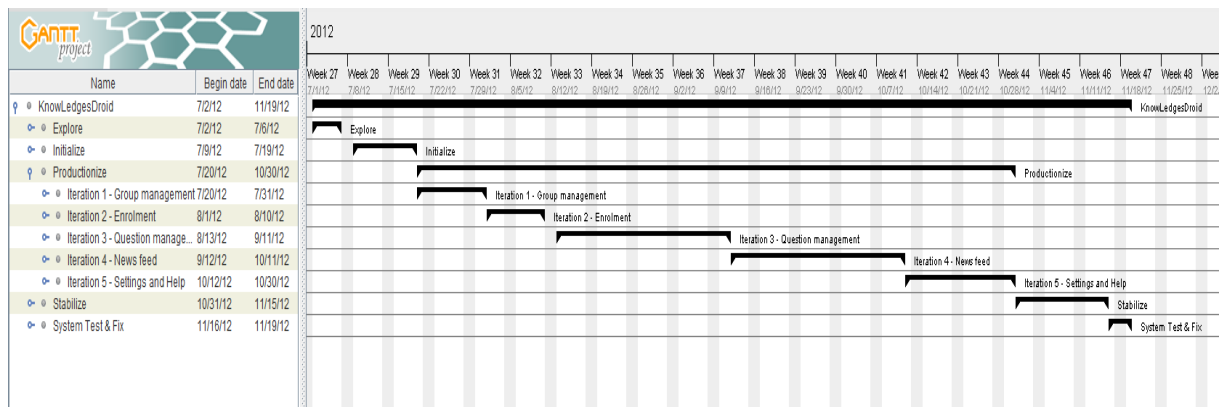 GANTT
project
2012
Week 27 Week 28 Week 29 Week 30 Week 31 Week 32 Week 33 Week 34 Week 35 Week 36 Week 37 Week 38 Week 39 Week 40 Week 41 Week 42 Week 43 Week 44 Week 45 Week 46 Week 47 Week 48 Wee
7/1/12 7/8/12 7/15/12 7/22/12 7/29/12 8/5/12 8/12/12 8/19/12 8/26/12 9/2/12 9/9/12 9/16/12 9/23/12 9/30/12 10/7/12 10/14/12 10/21/12 10/28/12 11/4/12 11/11/12 11/18/12 11/25/12 12/2
Name Begin date End date
KnowLedgesDroid 7/2/12 11/19/12 KnowLedgesDroid
Explore 7/2/12 7/6/12 Explore
Initialize 7/9/12 7/19/12 Initialize
Productionize 7/20/12 10/30/12 Productionize
Iteration 1 - Group management 7/20/12 7/31/12 Iteration 1 - Group management
Iteration 2 - Enrolment 8/1/12 8/10/12 Iteration 2 - Enrolment
Iteration 3 - Question manage... 8/13/12 9/11/12 Iteration 3 - Question management
Iteration 4 - News feed 9/12/12 10/11/12 Iteration 4 - News feed
Iteration 5 - Settings and Help 10/12/12 10/30/12 Iteration 5 - Settings and Help
Stabilize 10/31/12 11/15/12 Stabilize
System Test & Fix 11/16/12 11/19/12 System Test & Fix